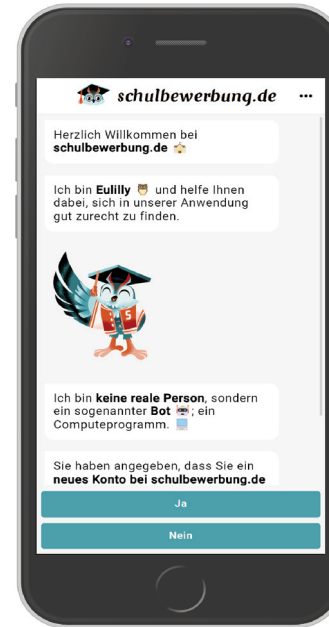 schulbewerbung.de
Herzlich Willkommen bei
schulbewerbung.de
Ich bin Eulilly und helfe Ihnen
dabei, sich in unserer Anwendung
gut zurecht zu finden.
Ich bin keine reale Person, sondern
ein sogenannter Bot ; ein
Computeprogramm.
Sie haben angegeben, dass Sie ein
neues Konto bei schulbewerbung.de
Ja
Nein